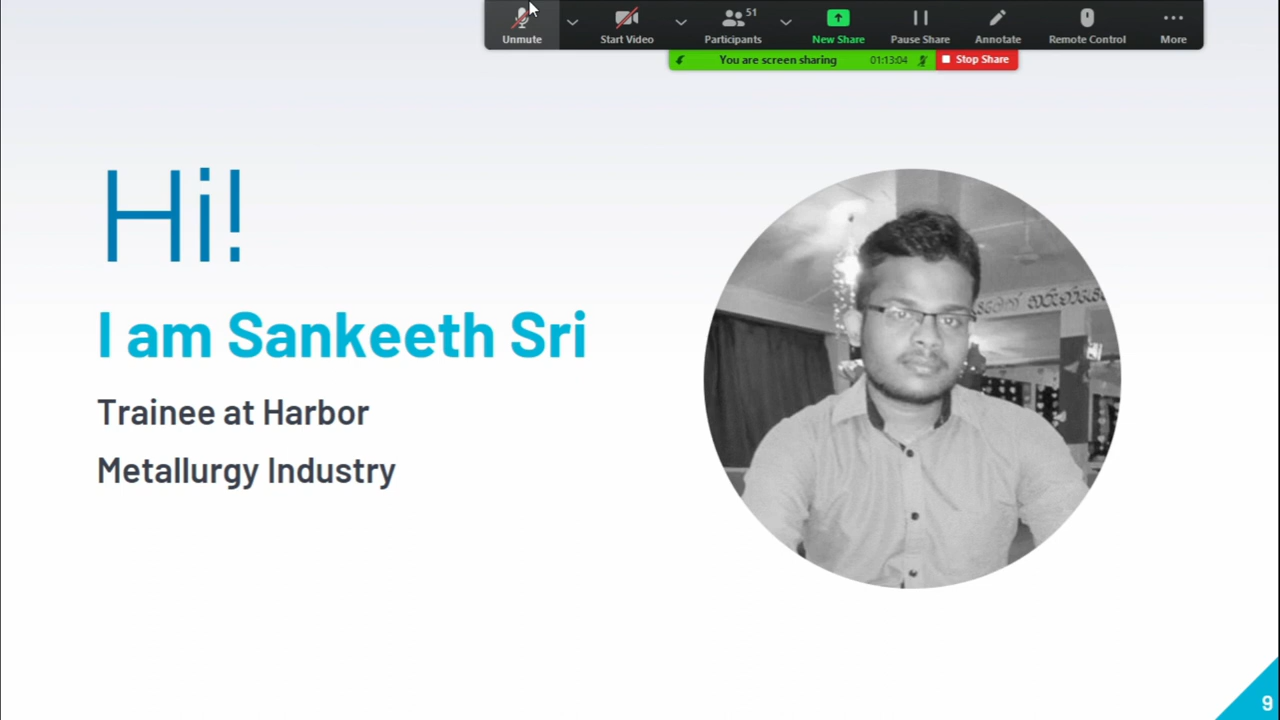 51
Unmute
Start Video
Participants
New Share
Pause Share
Annotate
Remote Control
More
You are screen sharing
01:13:04
Stop Share
Hi!
I am Sankeeth Sri
Trainee at Harbor
Metallurgy Industry
9